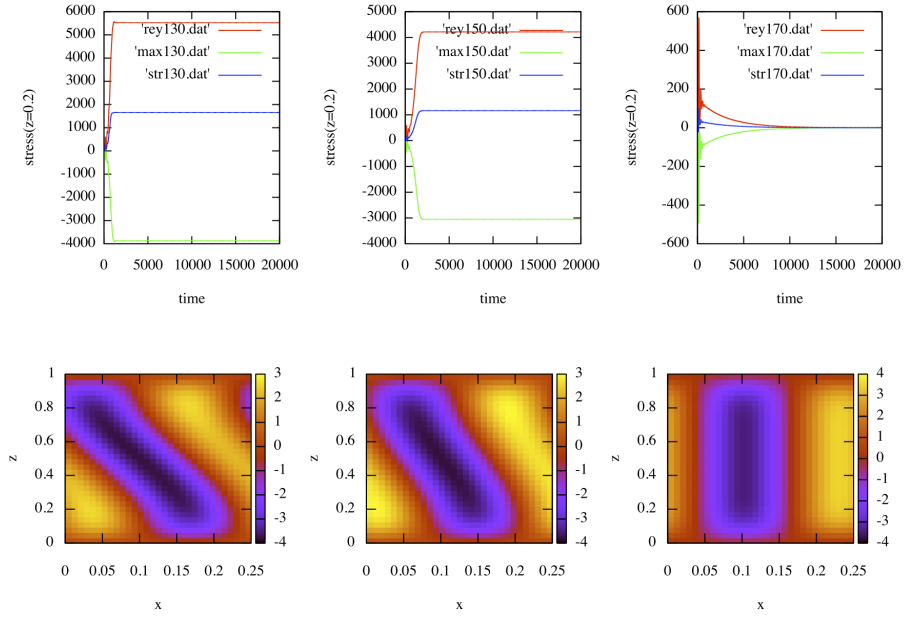 6000
5000
4000
3000
2000
1000
0
-1000
-2000
-3000
-4000
0 5000 10000 15000 20000
stress(z=0.2)
time
'rey130.dat'
'max130.dat'
'str130.dat'
5000
4000
3000
2000
1000
0
-1000
-2000
-3000
-4000
0 5000 10000 15000 20000
stress(z=0.2)
time
'rey150.dat'
'max150.dat'
'str150.dat'
600
400
200
0
-200
-400
-600
0 5000 10000 15000 20000
stress(z=0.2)
time
'rey170.dat'
'max170.dat'
'str170.dat'
1
0.8
0.6
0.4
0.2
0
z
0 0.05 0.1 0.15 0.2 0.25
x
3
2
1
0
-1
-2
-3
-4
1
0.8
0.6
0.4
0.2
0
z
0 0.05 0.1 0.15 0.2 0.25
x
3
2
1
0
-1
-2
-3
-4
1
0.8
0.6
0.4
0.2
0
z
0 0.05 0.1 0.15 0.2 0.25
x
4
3
2
1
0
-1
-2
-3
-4